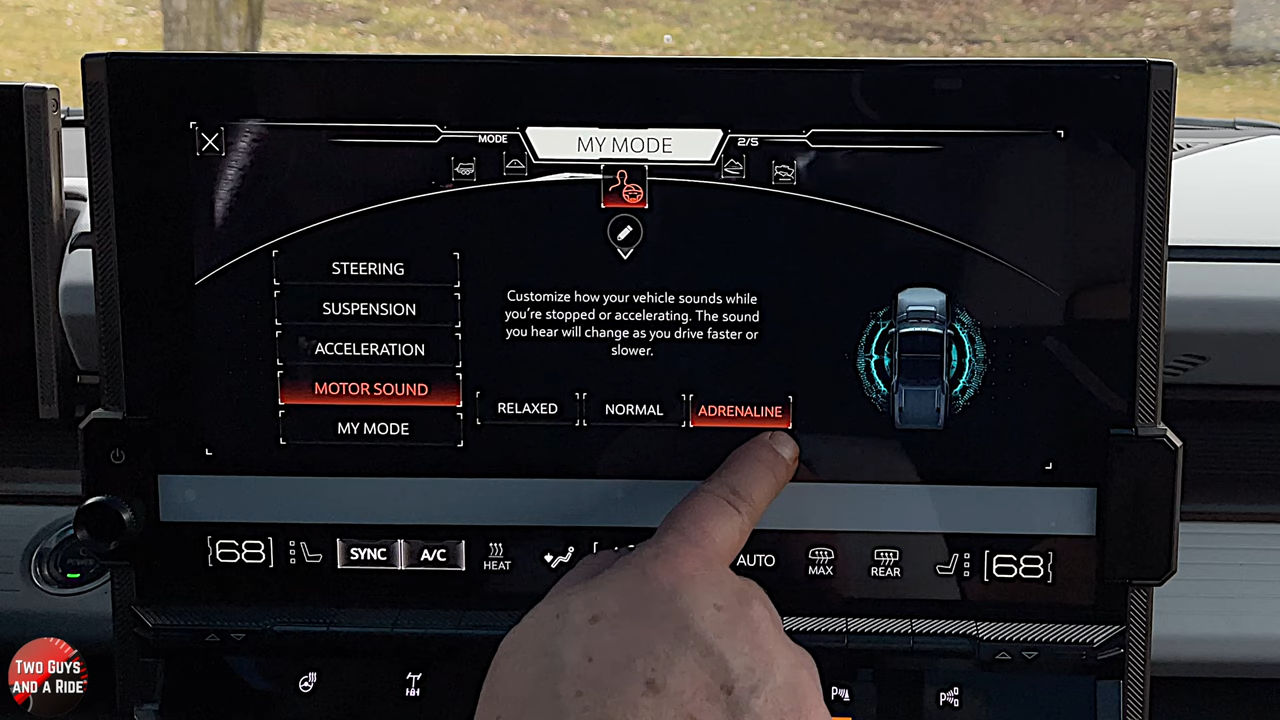 MODE
MY MODE
2/5
STEERING
SUSPENSION
ACCELERATION
MOTOR SOUND
MY MODE
Customize how your vehicle sounds while
you're stopped or accelerating. The sound
you hear will change as you drive faster or
slower.
RELAXED
NORMAL
ADRENALINE
68
SYNC
A/C
HEAT
AUTO
MAX
REAR
68
TWO GUYS
AND A RIDE